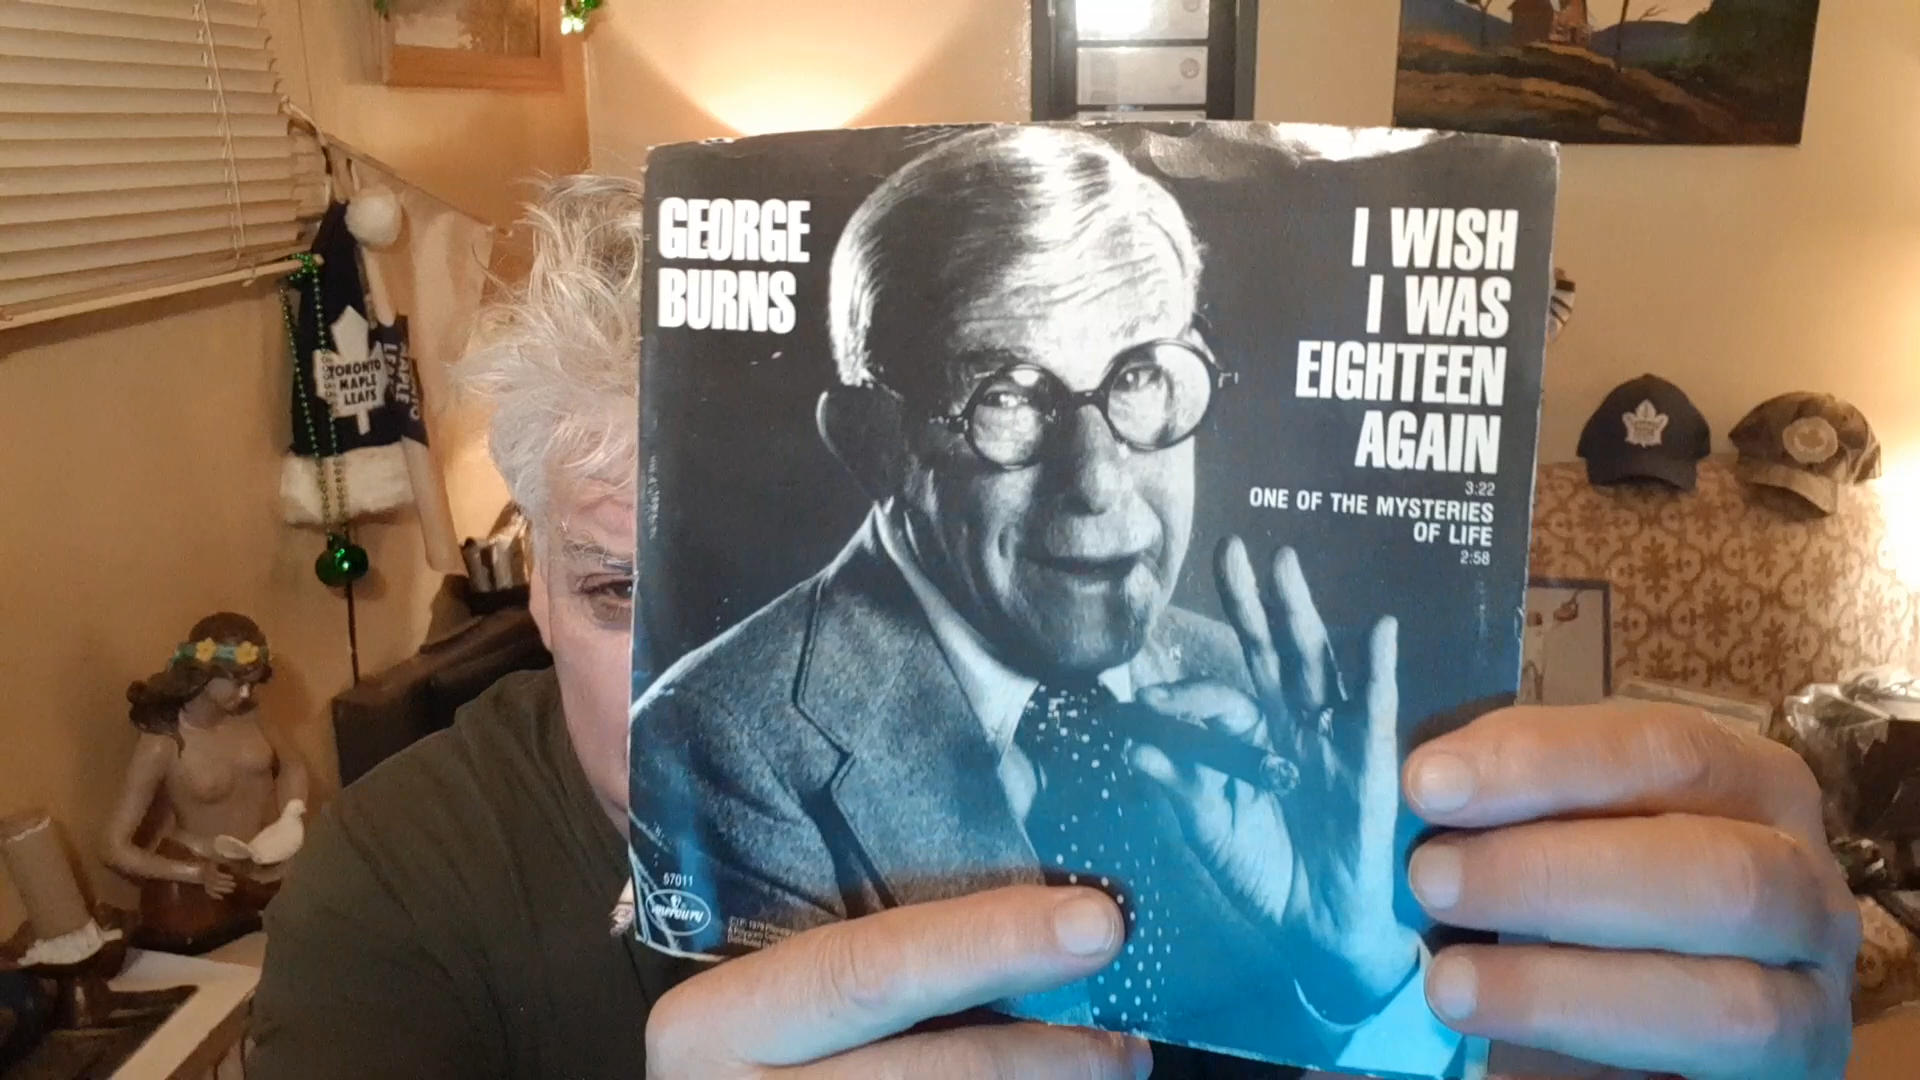 GEORGE
BURNS
I WISH
I WAS
EIGHTEEN
AGAIN
3:22
ONE OF THE MYSTERIES
OF LIFE
2:58
57011
mercury
TORONTO
MAPLE
LEAFS